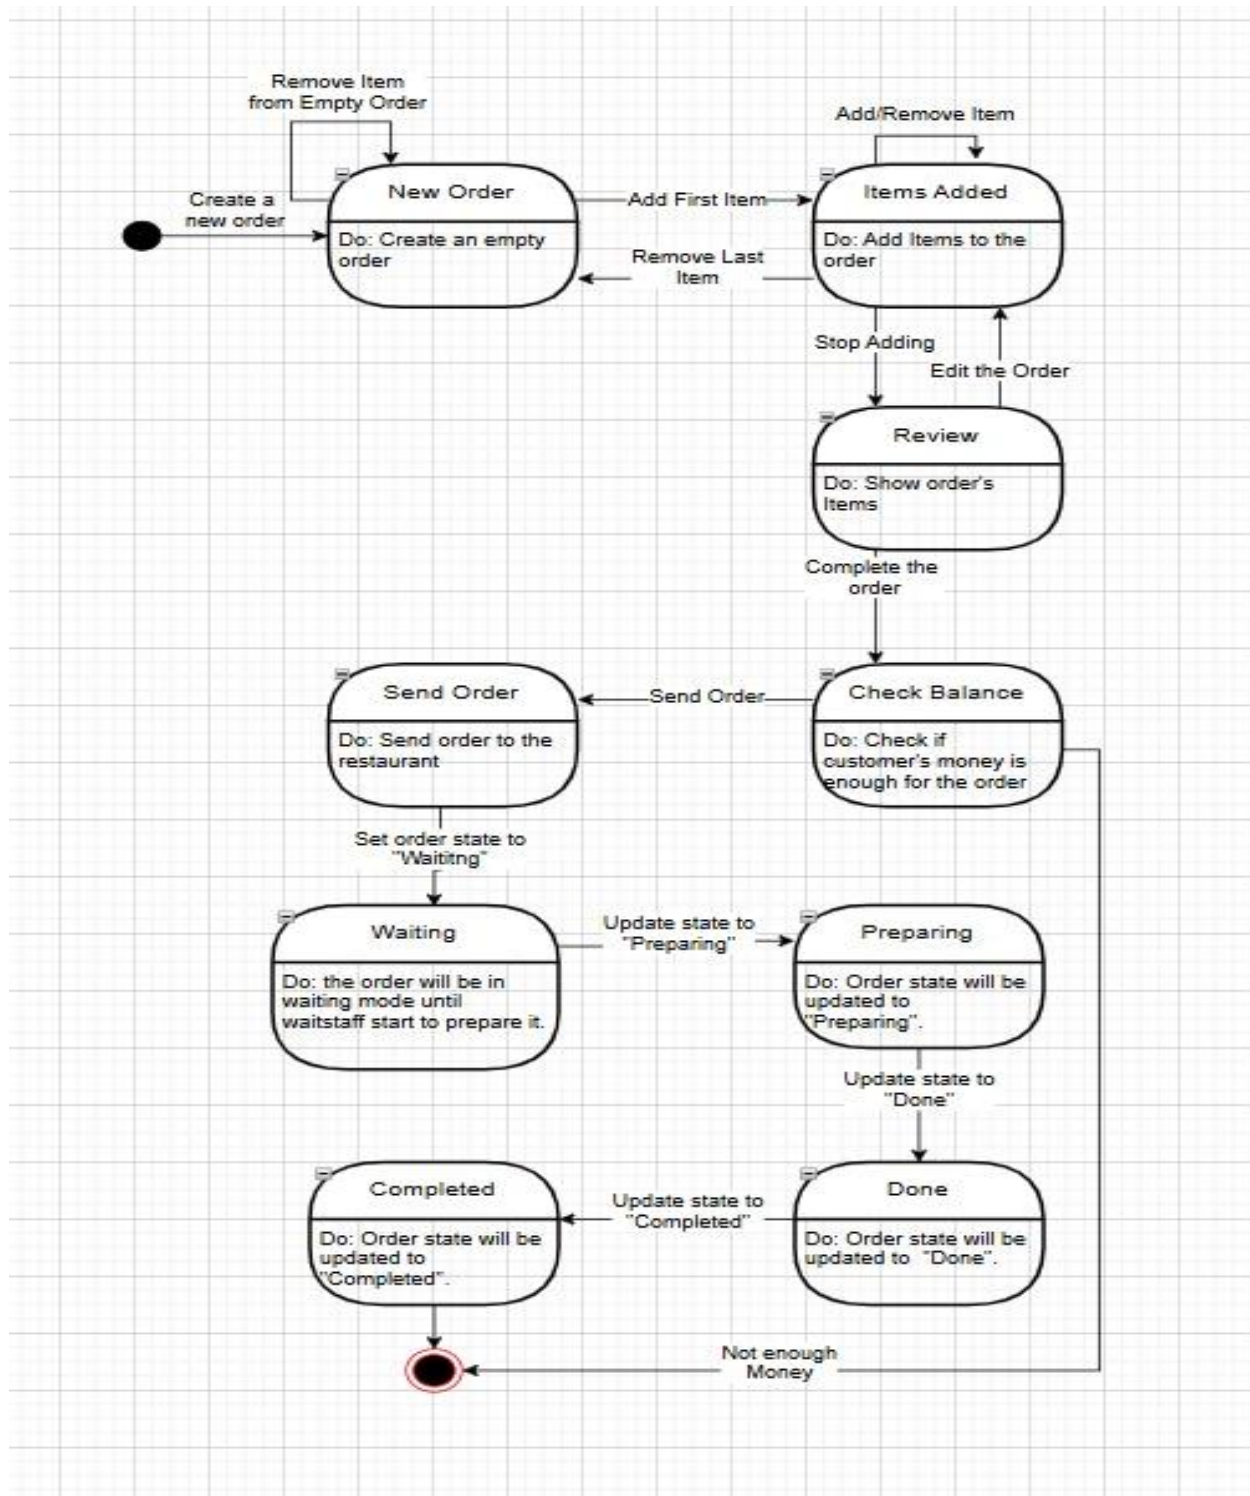 Remove Item
from Empty Order
Add/Remove Item
New Order
Do: Create an empty
order
Create a
new order
Add First Item
Remove Last
Item
Items Added
Do: Add Items to the
order
Stop Adding
Edit the Order
Review
Do: Show order's
Items
Complete the
order
Send Order
Do: Send order to the
restaurant
Send Order
Check Balance
Do: Check if
customer's money is
enough for the order
Set order state to
"Waititng"
Waiting
Do: the order will be in
waiting mode until
waitstaff start to prepare it.
Update state to
"Preparing"
Preparing
Do: Order state will be
updated to
"Preparing".
Update state to
"Done"
Completed
Do: Order state will be
updated to
"Completed".
Update state to
"Completed"
Done
Do: Order state will be
updated to "Done".
Not enough
Money